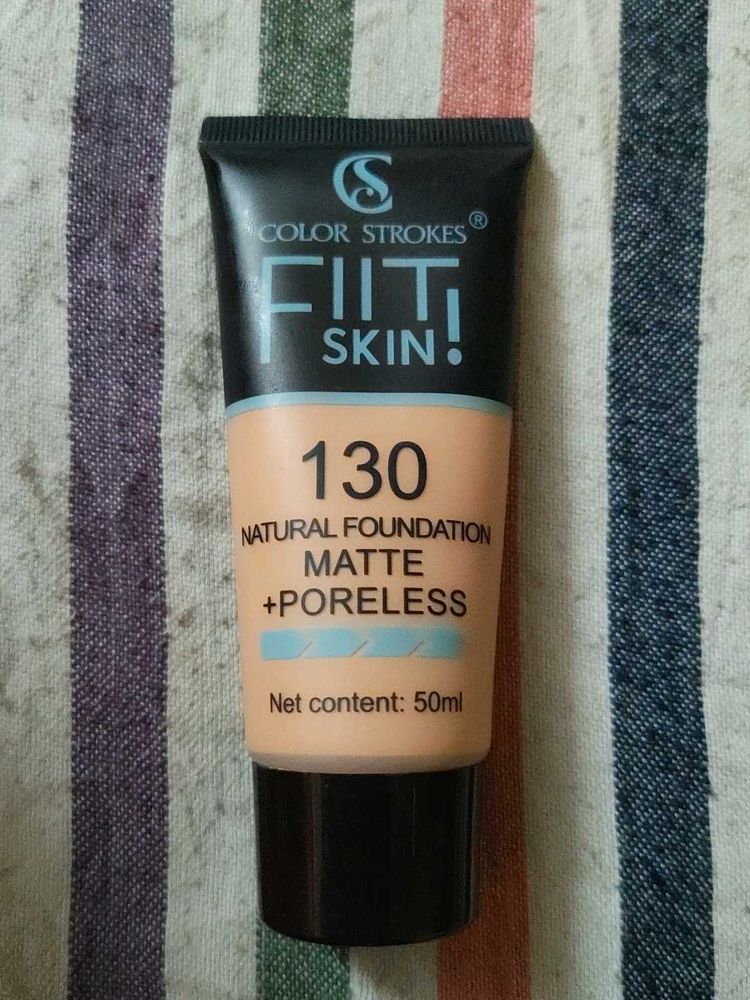 CS
COLOR STROKES®
FIIT!
SKIN
130
NATURAL FOUNDATION
MATTE
+PORELESS
Net content: 50ml